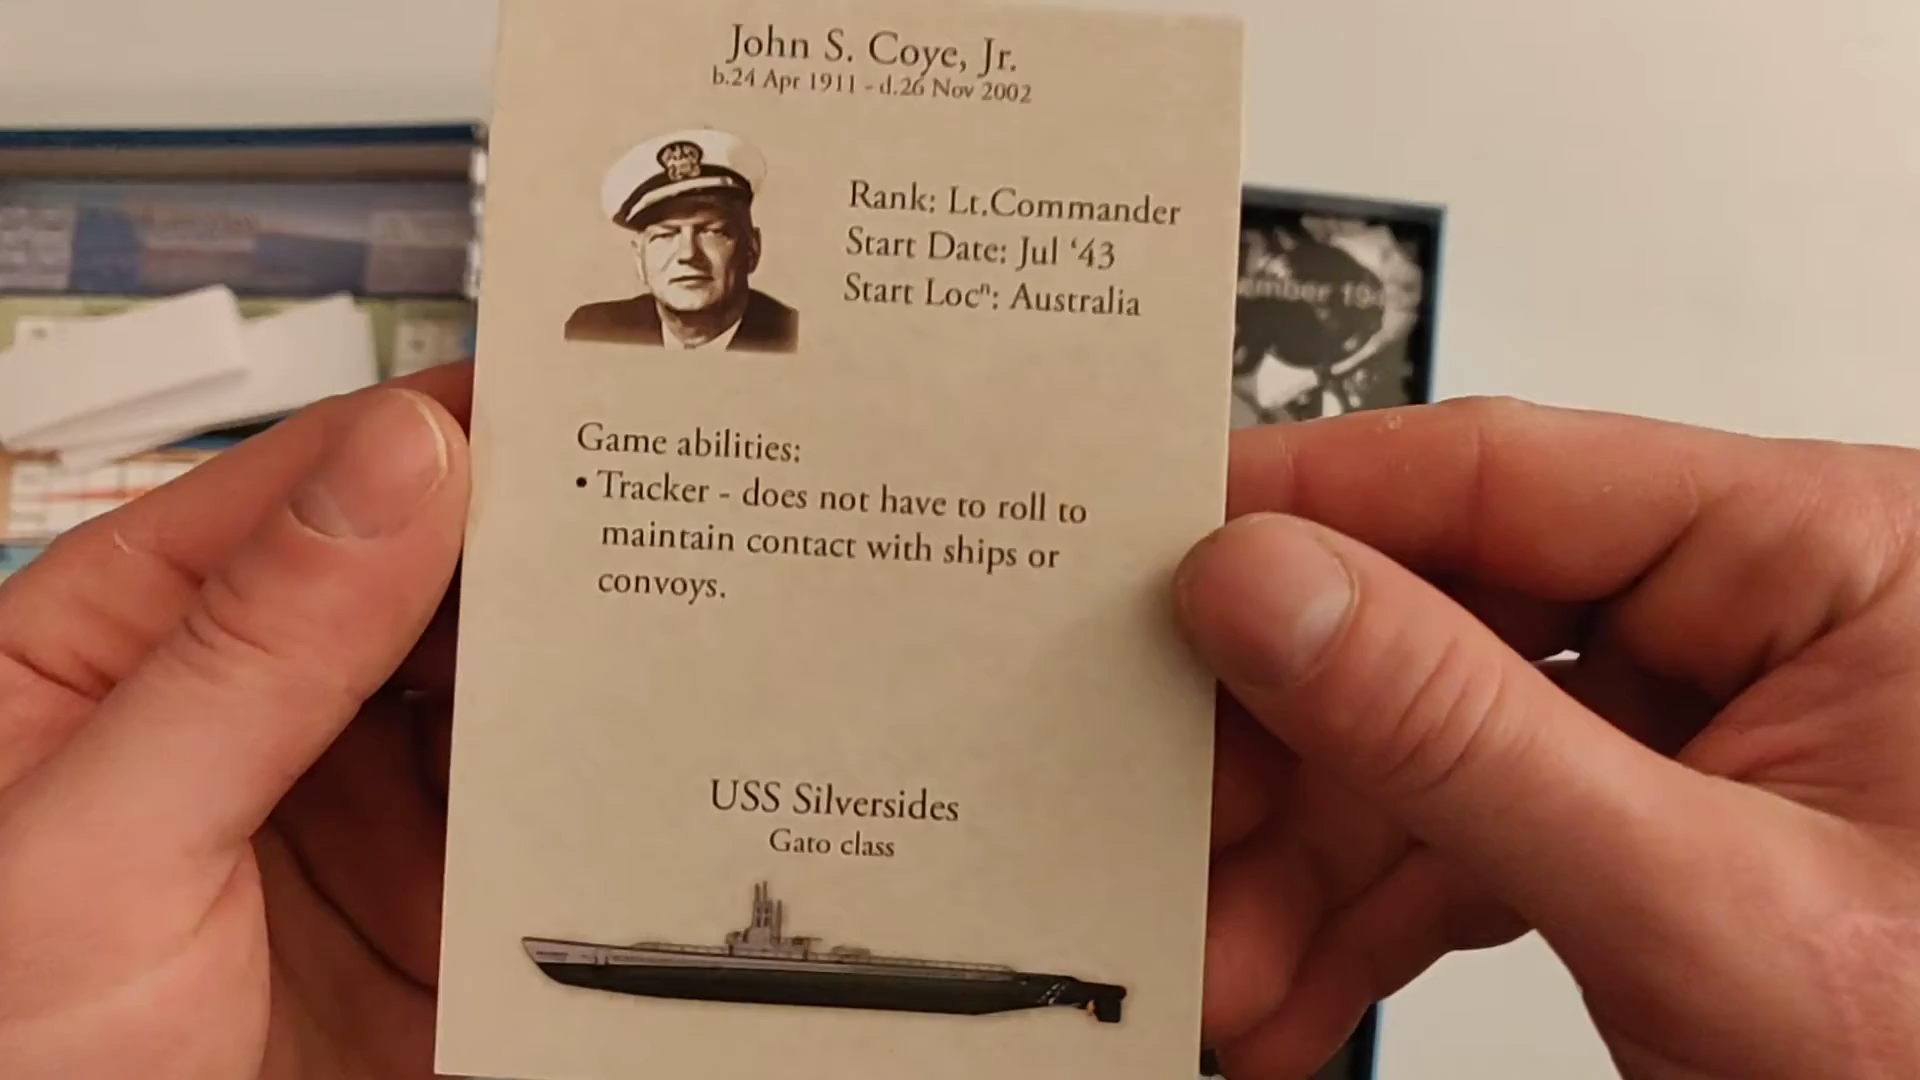 John S. Coye, Jr.
b.24 Apr 1911 - d.26 Nov 2002
Rank: Lt.Commander
Start Date: Jul ‘43
Start Locⁿ: Australia
Game abilities:
• Tracker - does not have to roll to
maintain contact with ships or
convoys.
USS Silversides
Gato class